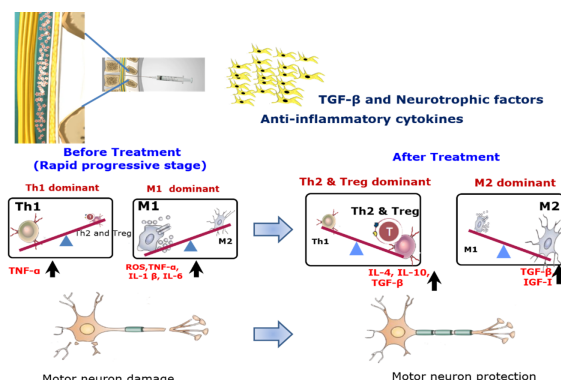 TGF-β and Neurotrophic factors
Anti-inflammatory cytokines
Before Treatment
(Rapid progressive stage)
After Treatment
Th1 dominant
M1 dominant
Th2 & Treg dominant
M2 dominant
Th1
Th2 and Treg
M1
M2
Th2 & Treg
T
Th1
M2
M1
TNF-α
ROS,TNF-α,
IL-1 β, IL-6
IL-4, IL-10,
TGF-β
TGF-β,
IGF-I
Motor neuron damage
Motor neuron protection